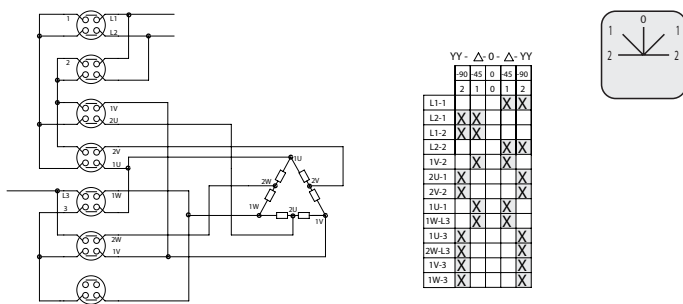 1 L1
L2
2
1V
2U
2V
1U
L3 1W
3
2W
1V
1U
2W 2V
1W 2U 1V
YY - △- 0 - △- YY
-90 -45 0 -45 -90
2 1 0 1 2
L1-1 X X
L2-1 X X
L1-2 X X
L2-2 X X
1V-2 X X
2U-1 X X
2V-2 X X
1U-1 X X
1W-L3 X X
1U-3 X X
2W-L3 X X
1V-3 X X
1W-3 X X
0
1 1
2 2